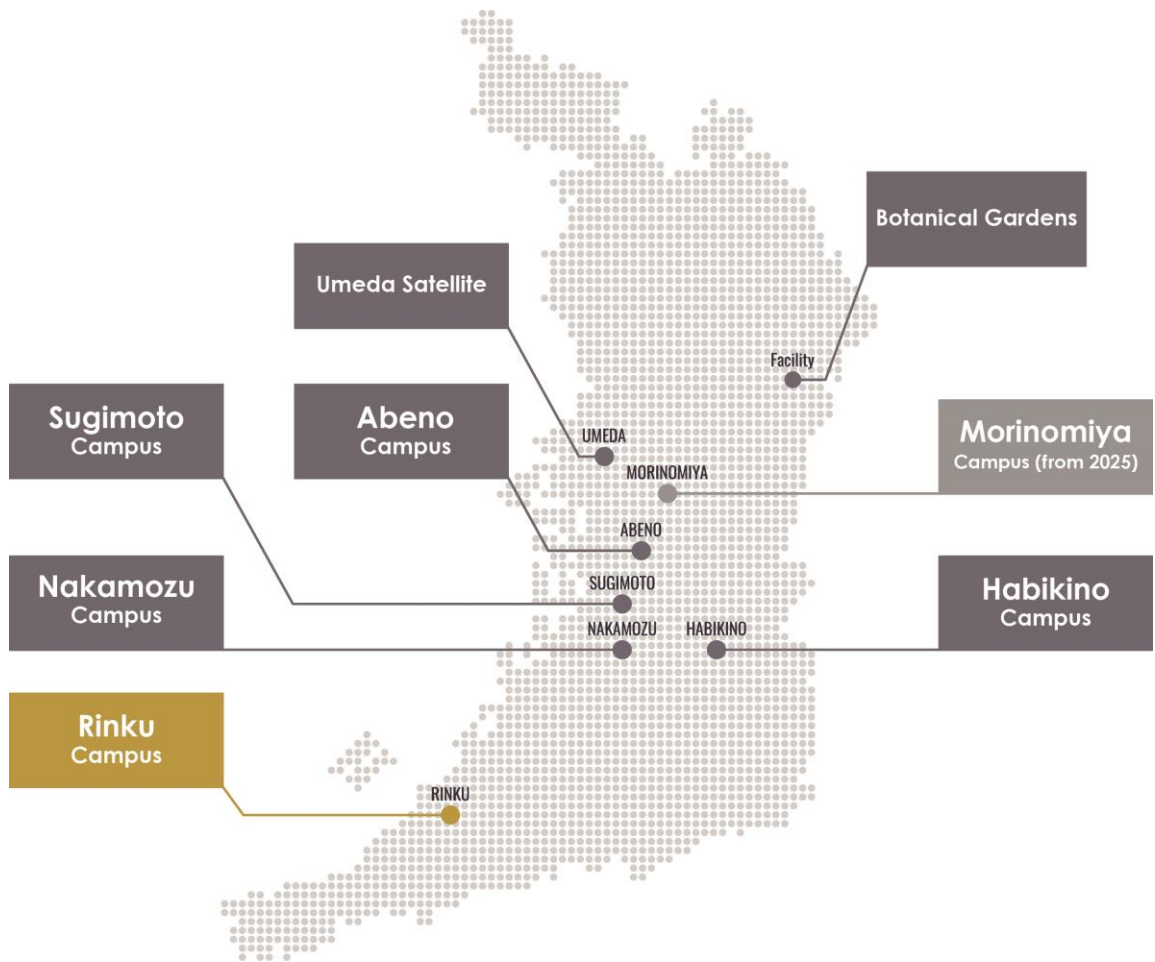 Botanical Gardens
Umeda Satellite
Facility
Sugimoto
Campus
Abeno
Campus
Morinomiya
Campus (from 2025)
UMEDA
MORINOMIYA
ABENO
Nakamozu
Campus
SUGIMOTO
Habikino
Campus
NAKAMOZU
HABIKINO
Rinku
Campus
RINKU